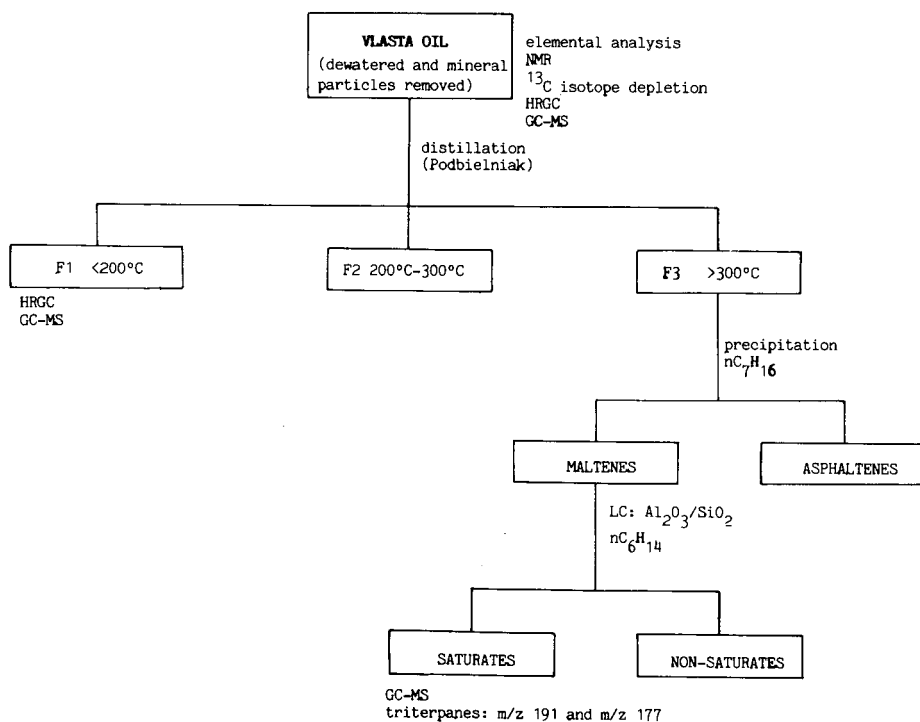 VLASTA OIL
(dewatered and mineral
particles removed)
elemental analysis
NMR
¹³C isotope depletion
HRGC
GC-MS
distillation
(Podbielniak)
F1 <200°C
F2 200°C-300°C
F3 >300°C
HRGC
GC-MS
precipitation
nC₇H₁₆
MALTENES
ASPHALTENES
LC: Al₂O₃/SiO₂
nC₆H₁₄
SATURATES
NON-SATURATES
GC-MS
triterpanes: m/z 191 and m/z 177